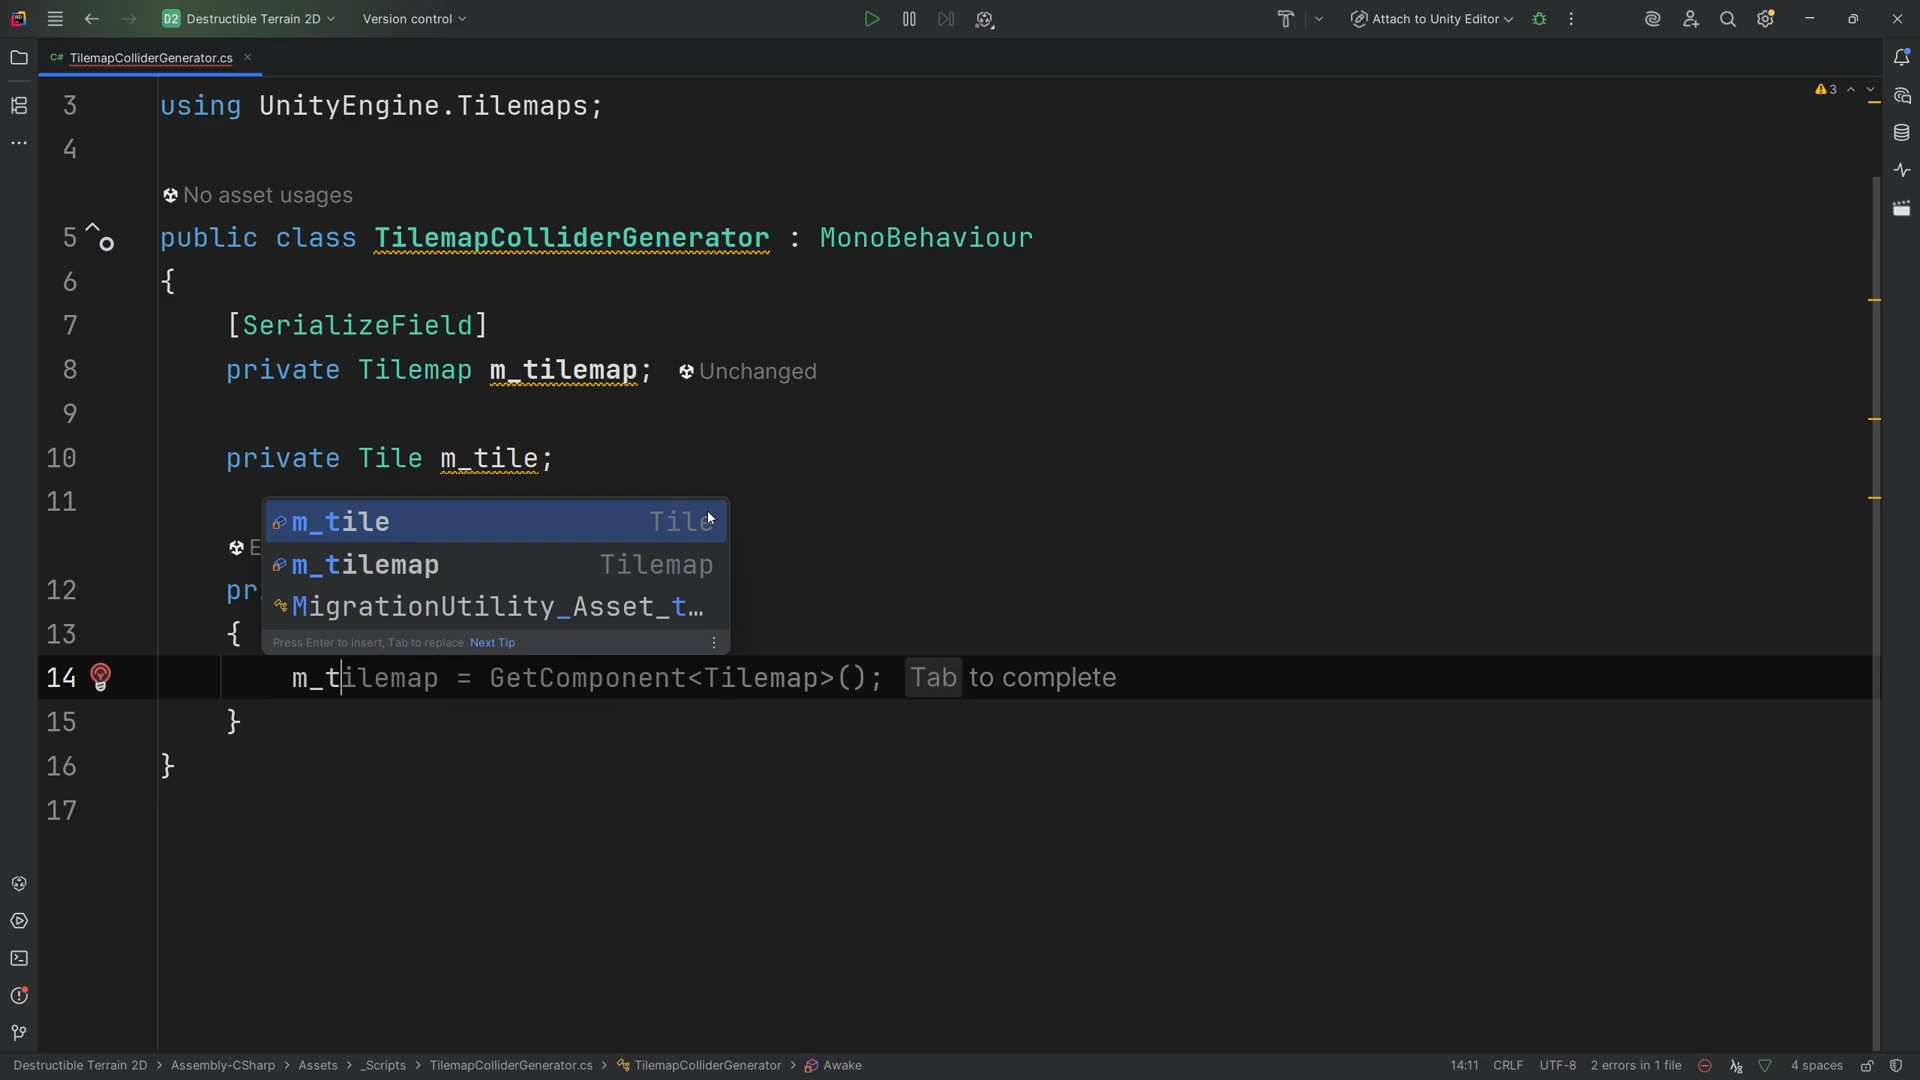 D2 Destructible Terrain 2D
Version control
Attach to Unity Editor
C# TilemapColliderGenerator.cs
3
3 using UnityEngine.Tilemaps;
4
No asset usages
5 public class TilemapColliderGenerator : MonoBehaviour
6 {
7 [SerializeField]
8 private Tilemap m_tilemap; Unchanged
9
10 private Tile m_tile;
11
m_tile Tile
E
m_tilemap Tilemap
12 pr
MigrationUtility_Asset_t…
13 {
Press Enter to insert, Tab to replace Next Tip
14 m_tilemap = GetComponent<Tilemap>(); Tab to complete
15 }
16 }
17
Destructible Terrain 2D > Assembly-CSharp > Assets > _Scripts > TilemapColliderGenerator.cs > TilemapColliderGenerator > Awake
14:11 CRLF UTF-8 2 errors in 1 file 4 spaces